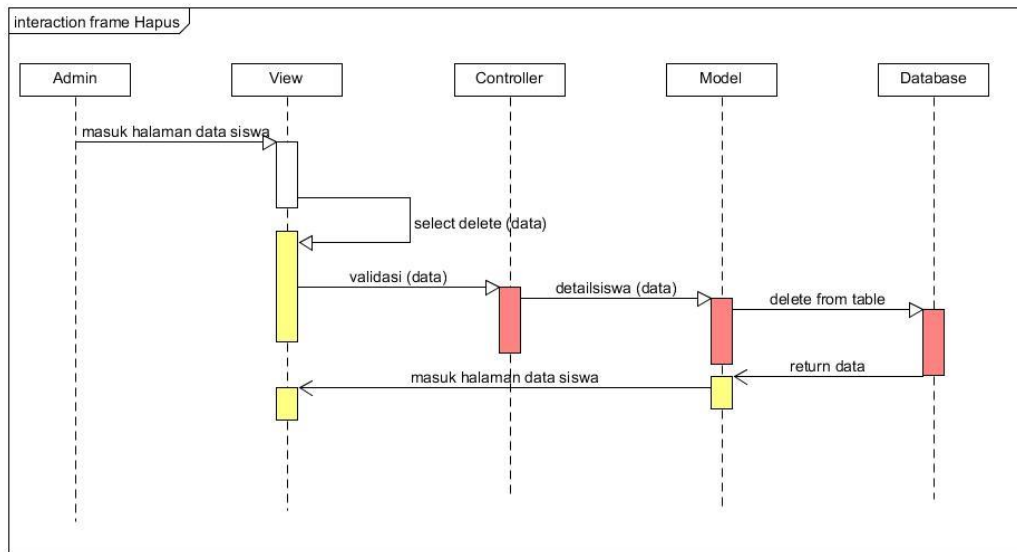 interaction frame Hapus
Admin
View
Controller
Model
Database
masuk halaman data siswa
select delete (data)
validasi (data)
detailsiswa (data)
delete from table
return data
masuk halaman data siswa